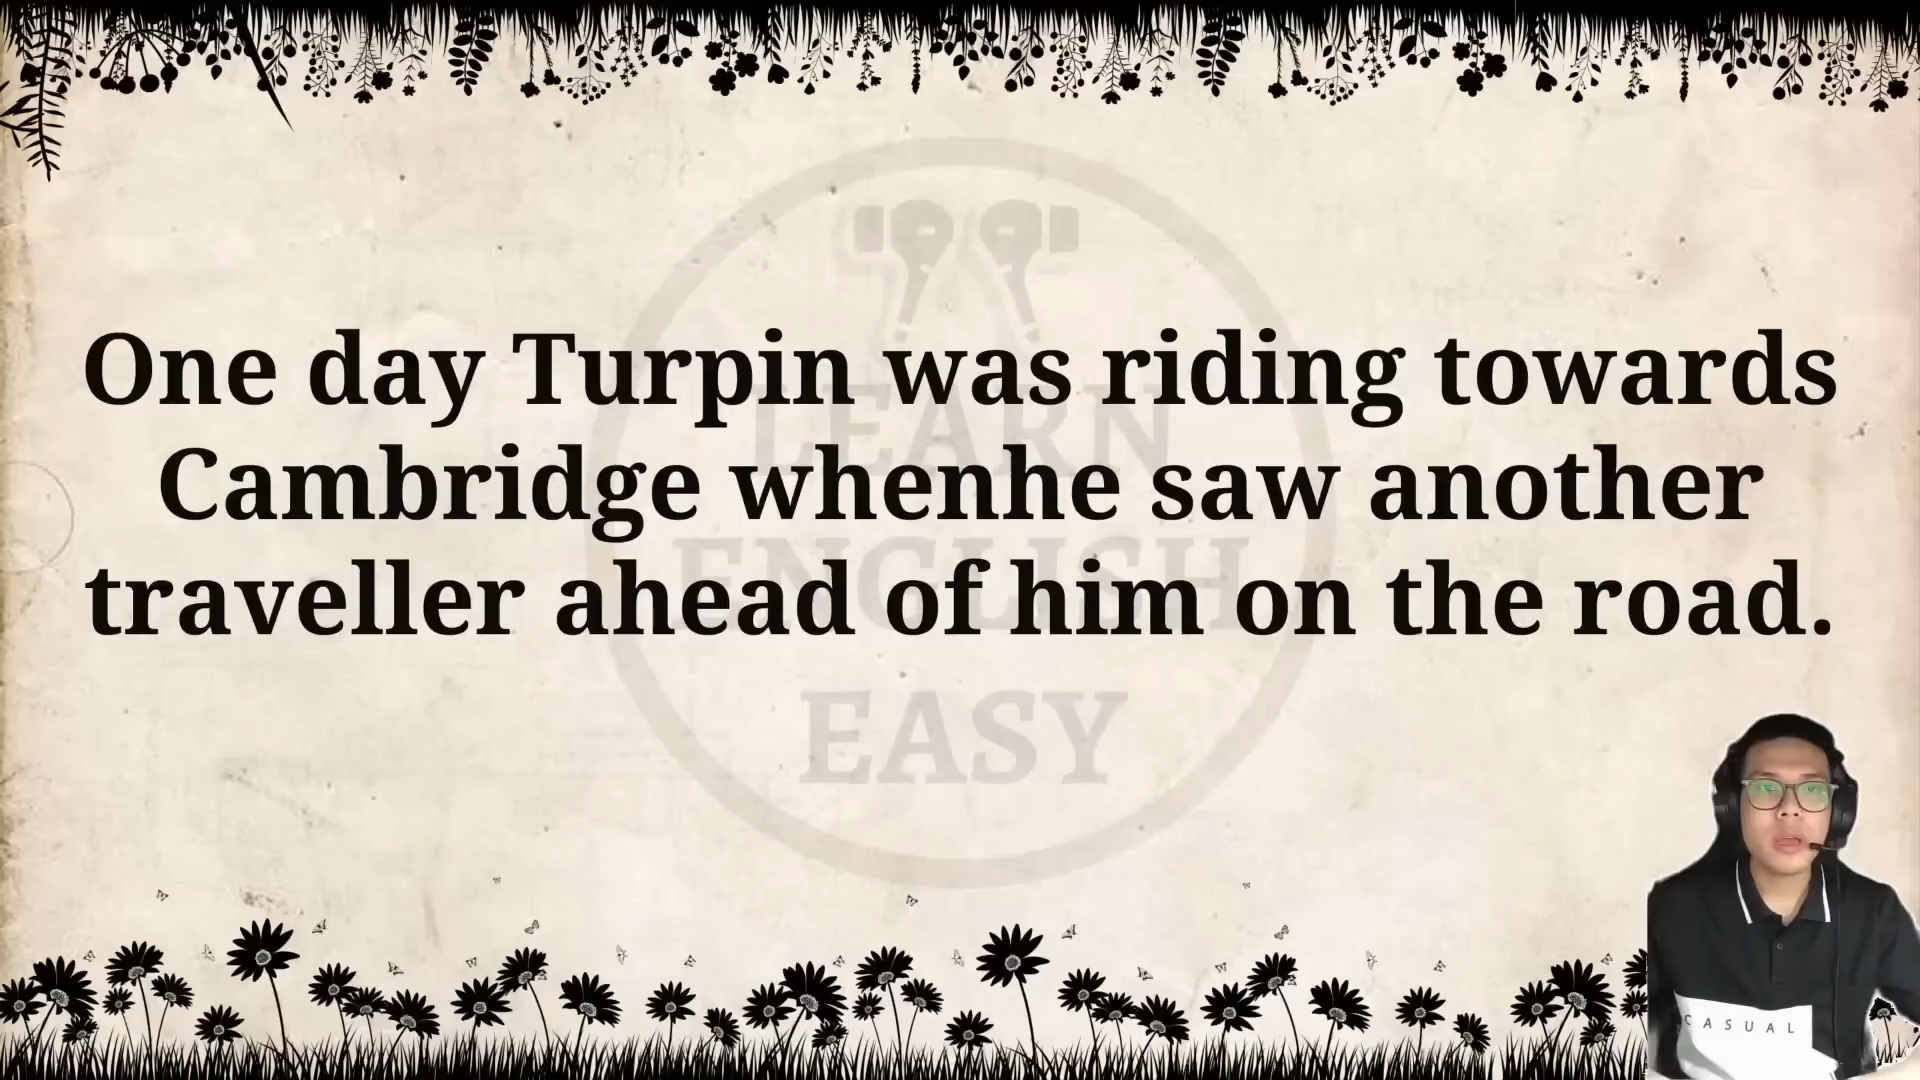 One day Turpin was riding towards
Cambridge whenhe saw another
traveller ahead of him on the road.
LEARN
ENGLISH
EASY
CASUAL